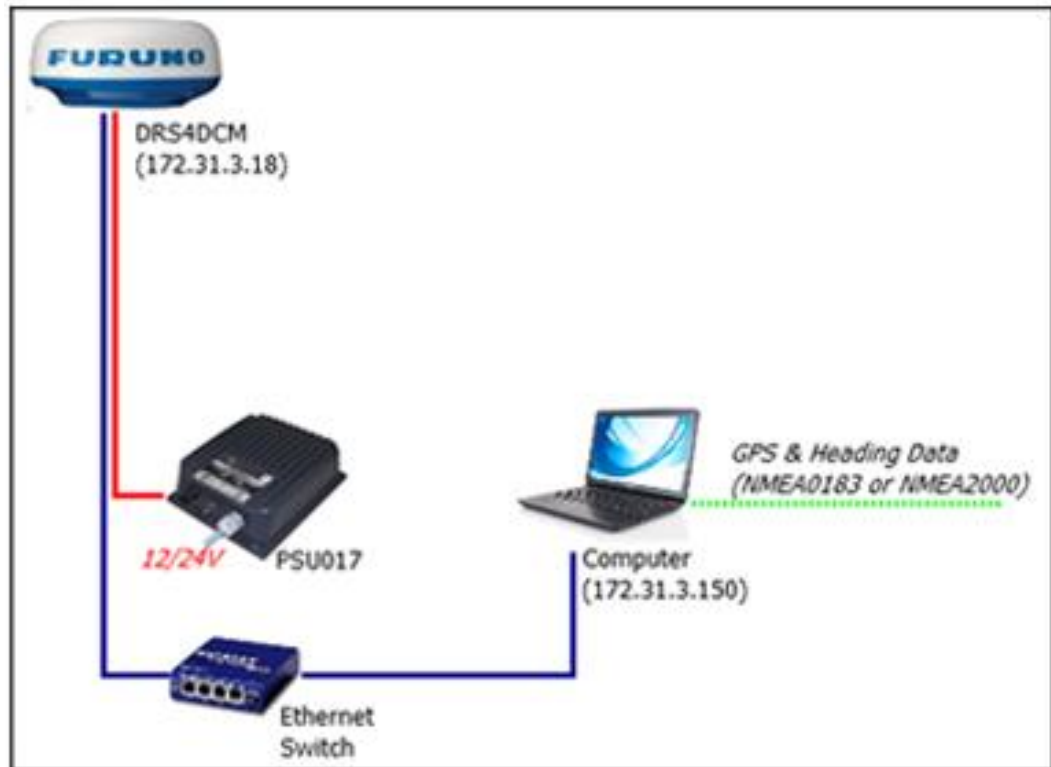 FURUNO
DRS4DCM
(172.31.3.18)
GPS & Heading Data
(NMEA0183 or NMEA2000)
12/24V
PSU017
Computer
(172.31.3.150)
Ethernet
Switch